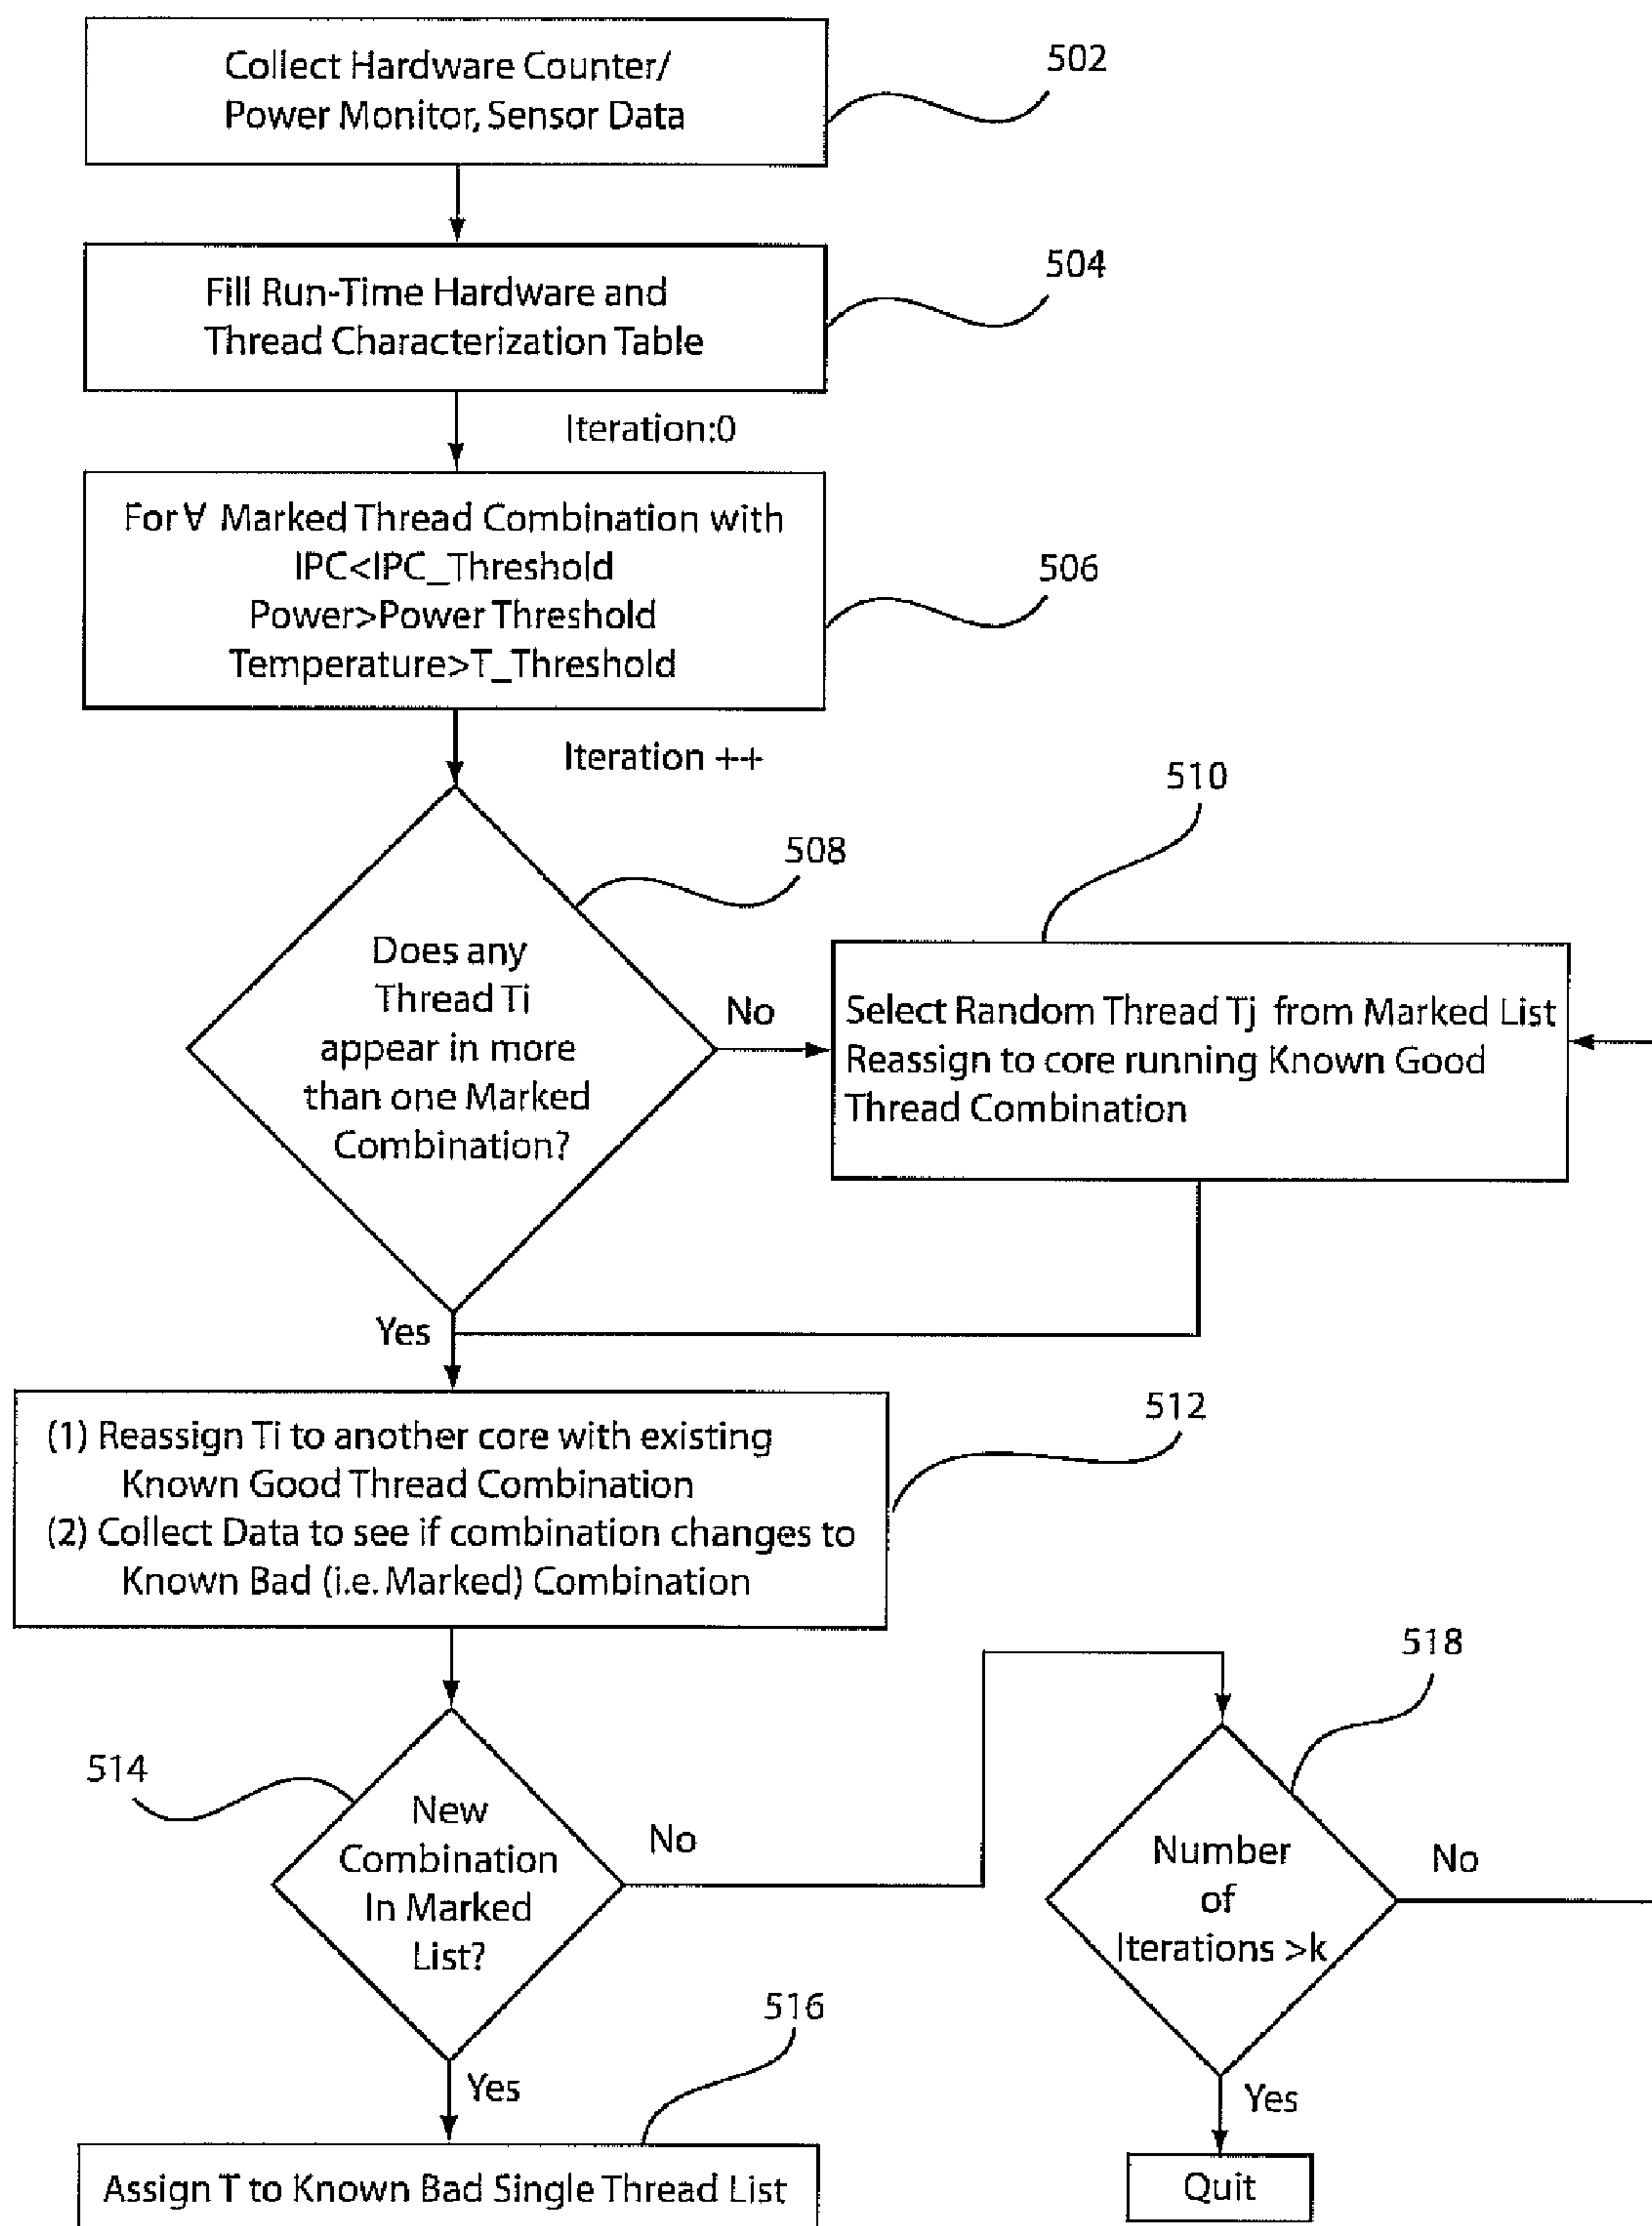 Collect Hardware Counter/
Power Monitor, Sensor Data
502
Fill Run-Time Hardware and
Thread Characterization Table
504
Iteration:0
For ∀ Marked Thread Combination with
IPC<IPC_Threshold
Power>Power Threshold
Temperature>T_Threshold
506
Iteration ++
508
Does any
Thread Ti
appear in more
than one Marked
Combination?
No
510
Select Random Thread Tj from Marked List
Reassign to core running Known Good
Thread Combination
Yes
512
(1) Reassign Ti to another core with existing
Known Good Thread Combination
(2) Collect Data to see if combination changes to
Known Bad (i.e. Marked) Combination
514
New
Combination
In Marked
List?
No
518
Number
of
Iterations >k
No
Yes
516
Assign T to Known Bad Single Thread List
Yes
Quit